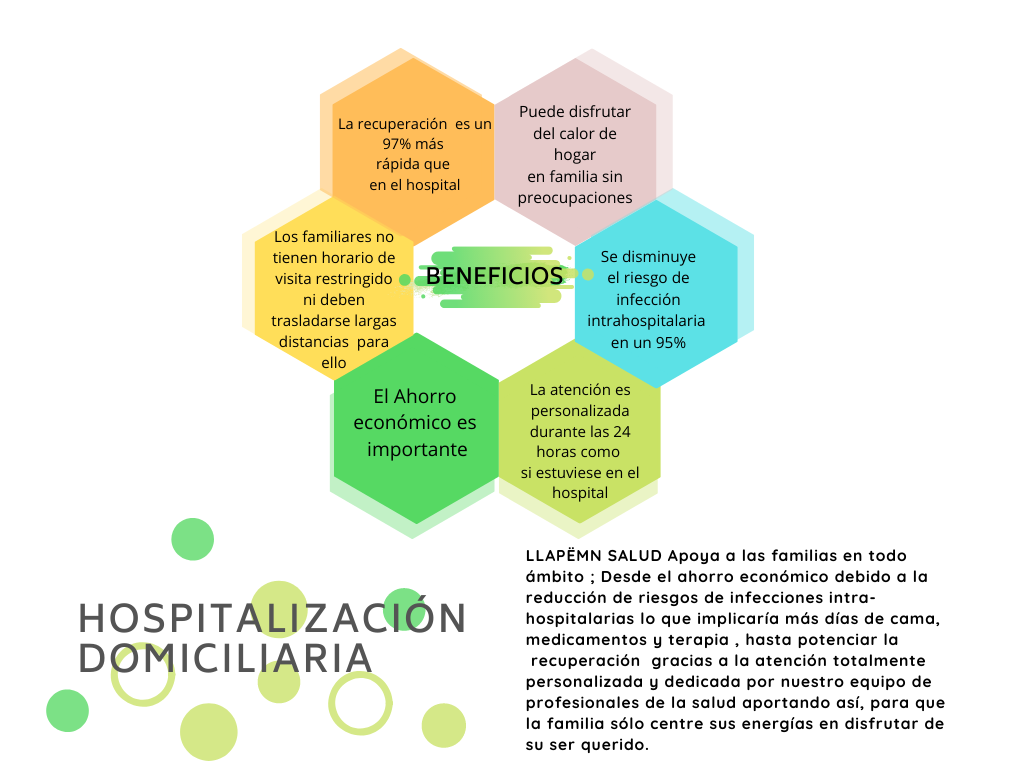 La recuperación  es un
97% más
rápida que
en el hospital
Puede disfrutar
del calor de
hogar
en familia sin
preocupaciones
Los familiares no
tienen horario de
visita restringido
ni deben
trasladarse largas
distancias  para
ello
BENEFICIOS
Se disminuye
el riesgo de
infección
intrahospitalaria
en un 95%
El Ahorro
económico es
importante
La atención es
personalizada
durante las 24
horas como
si estuviese en el
hospital
HOSPITALIZACIÓN
DOMICILIARIA
LLAPËMN SALUD Apoya a las familias en todo
ámbito ; Desde el ahorro económico debido a la
reducción de riesgos de infecciones intra-
hospitalarias lo que implicaría más días de cama,
medicamentos y terapia , hasta potenciar la
recuperación  gracias a la atención totalmente
personalizada y dedicada por nuestro equipo de
profesionales de la salud aportando así, para que
la familia sólo centre sus energías en disfrutar de
su ser querido.